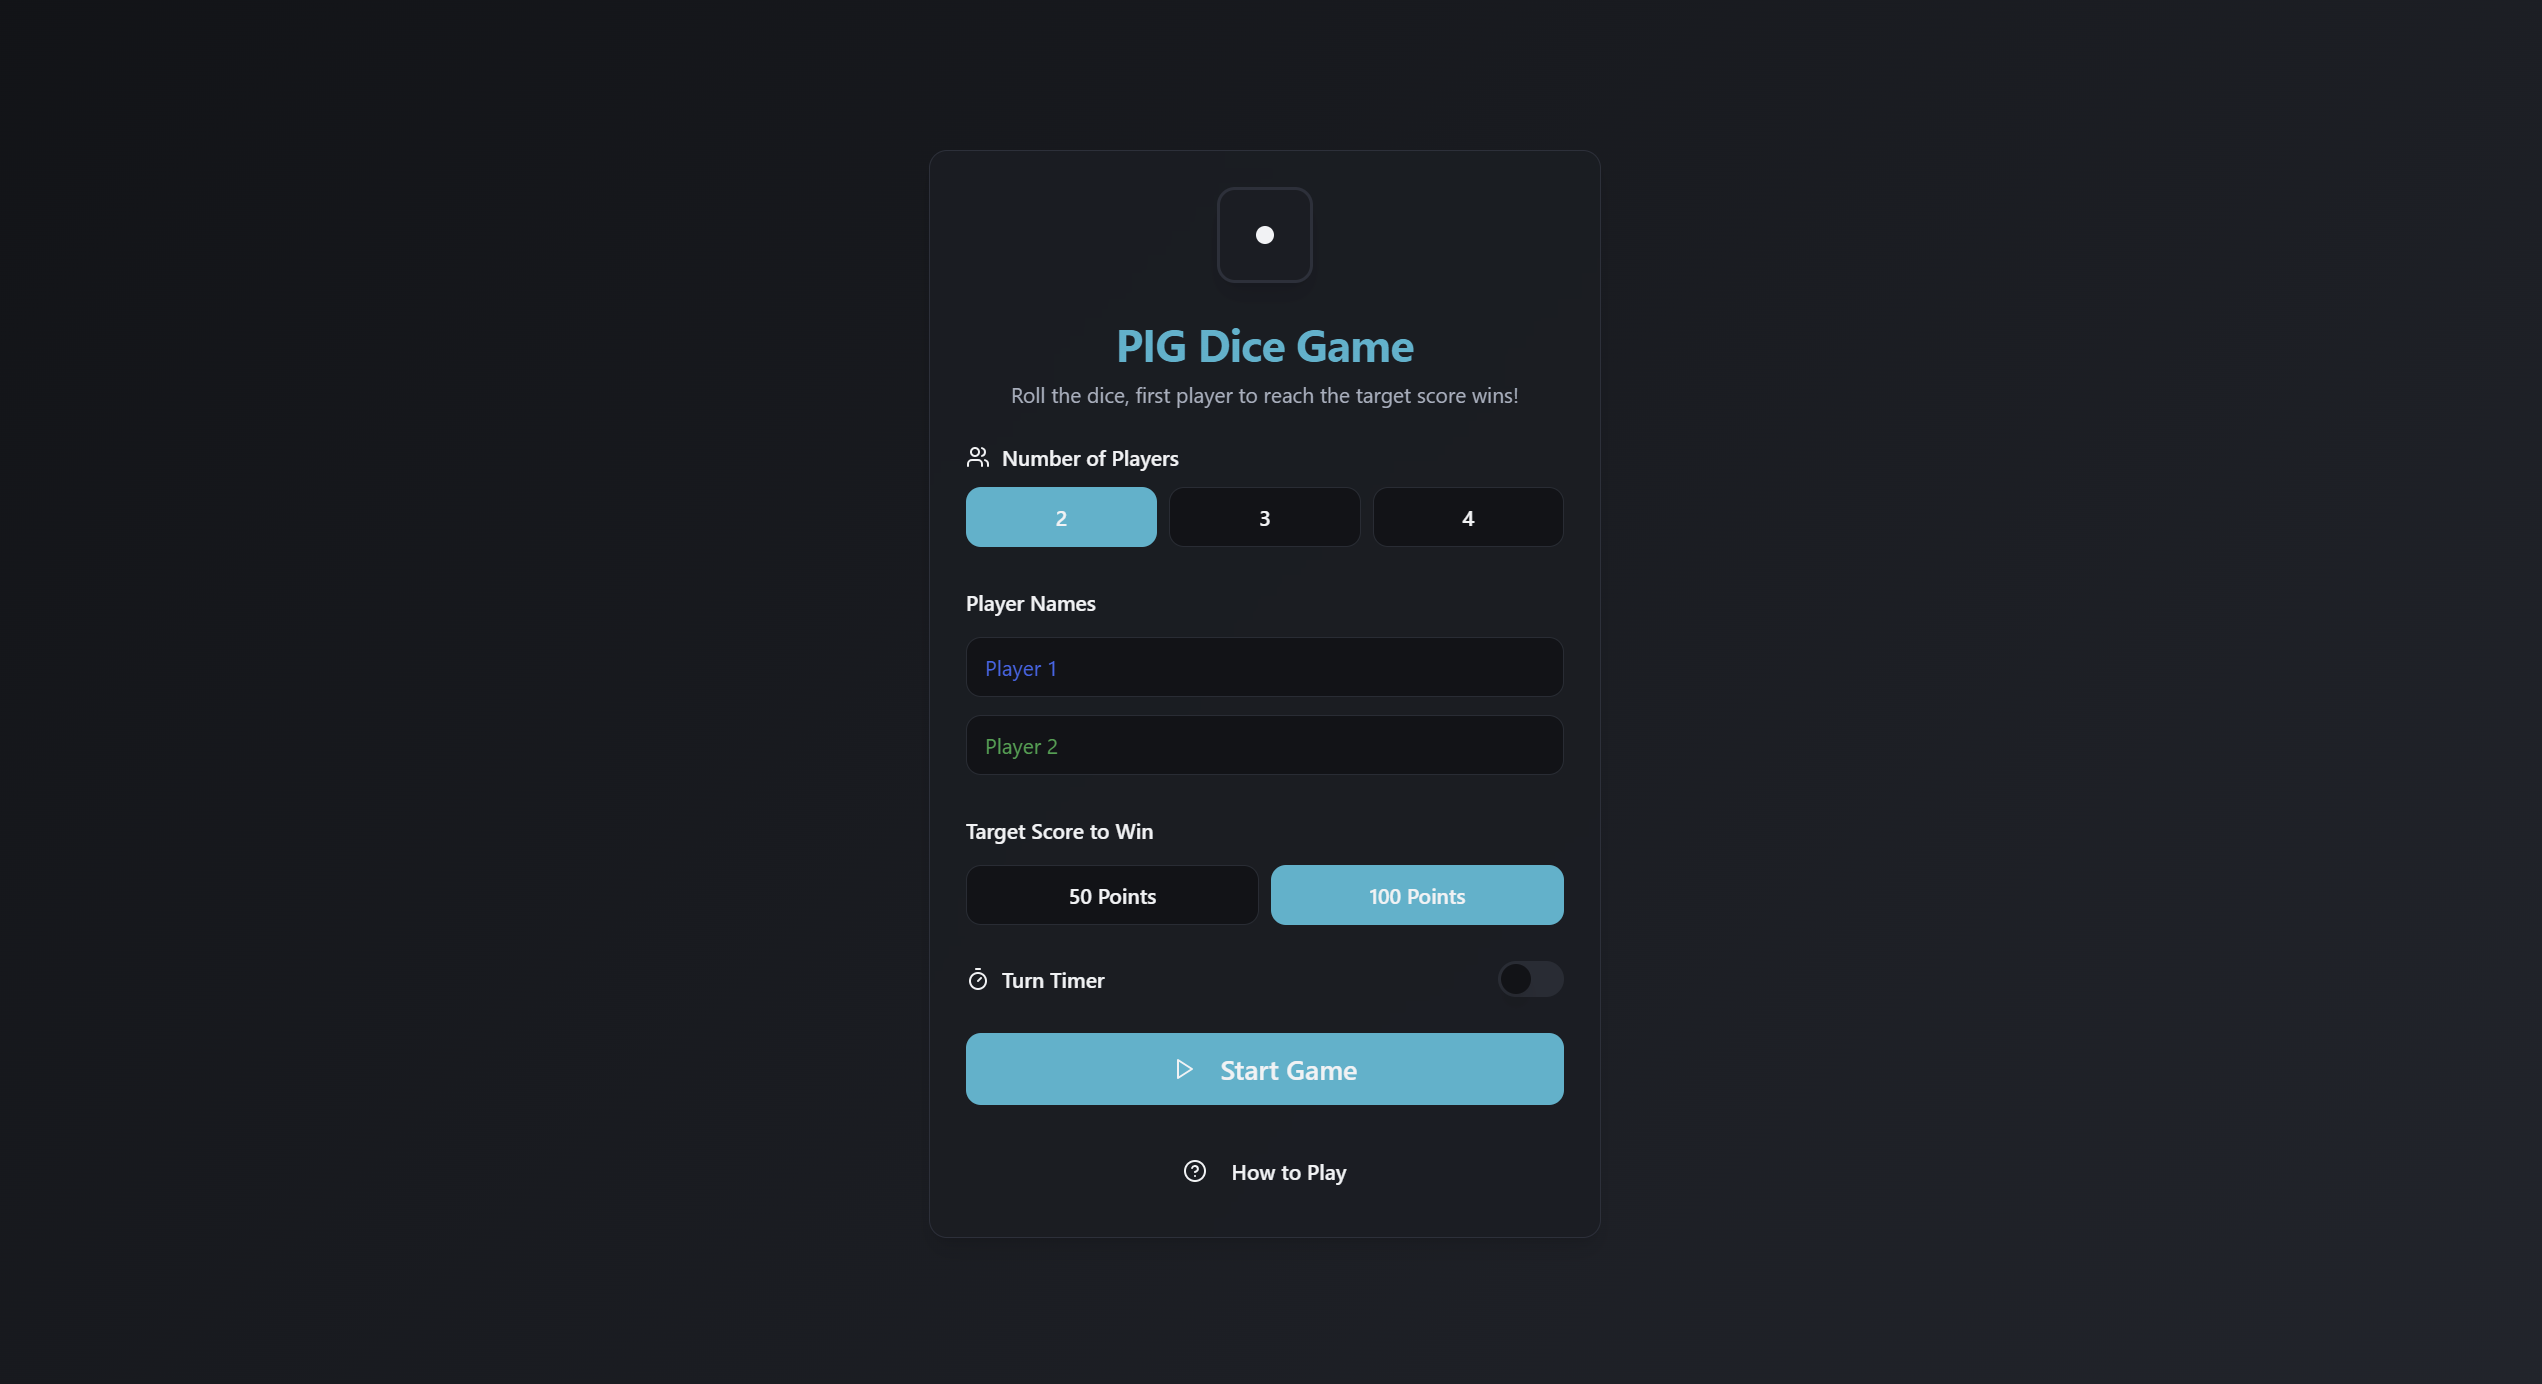 PIG Dice Game
Roll the dice, first player to reach the target score wins!
Number of Players
2 3 4
Player Names
Player 1
Player 2
Target Score to Win
50 Points 100 Points
Turn Timer
Start Game
How to Play